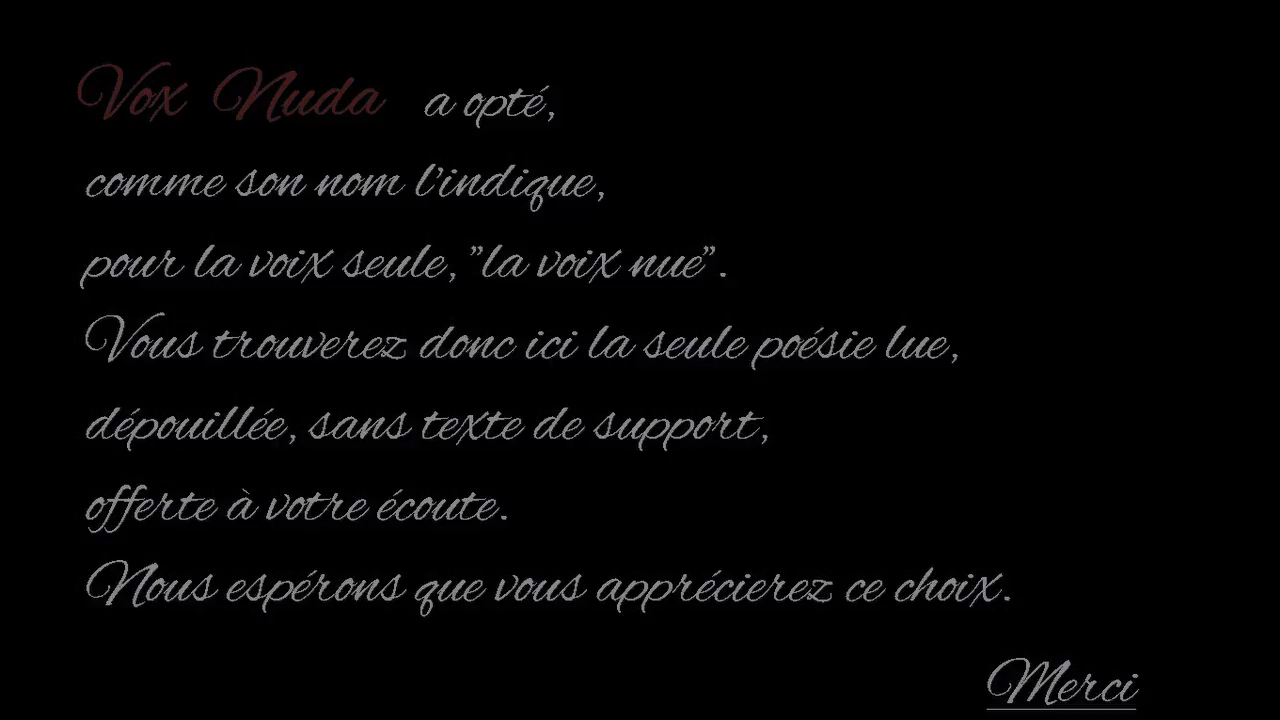 Vox Nuda a opté,
comme son nom l'indique,
pour la voix seule, "la voix nue".
Vous trouverez donc ici la seule poésie lue,
dépouillée, sans texte de support,
offerte à votre écoute.
Nous espérons que vous apprécierez ce choix.
Merci